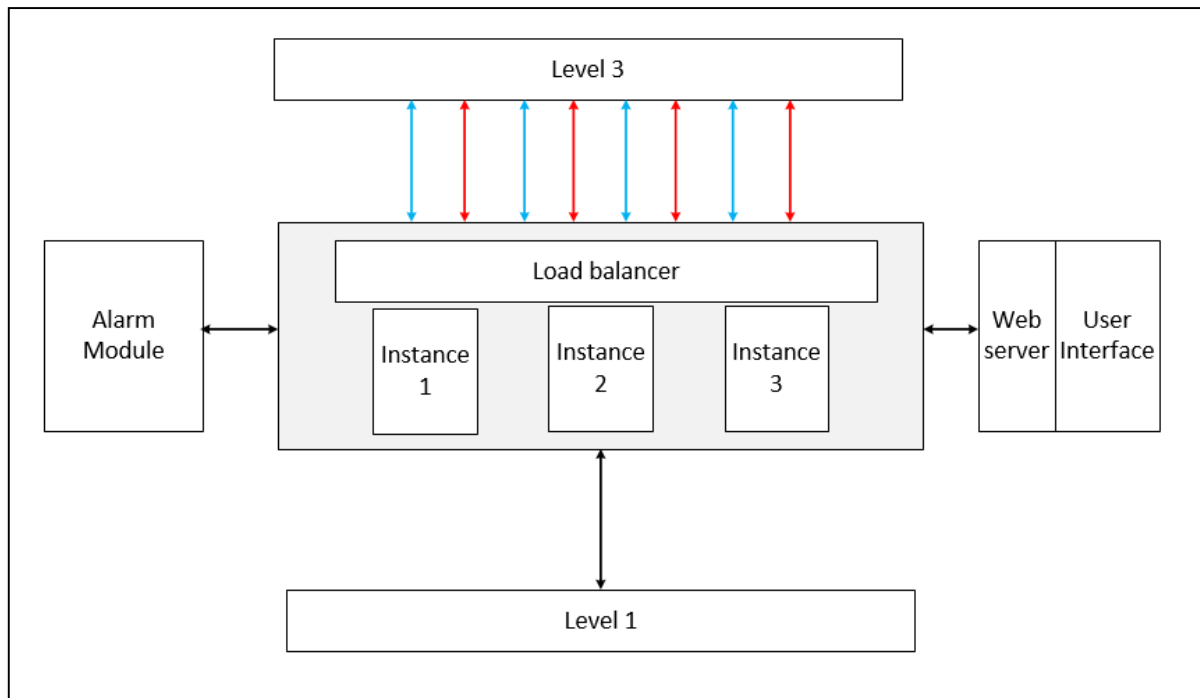 Level 3
Load balancer
Alarm
Module
Instance
1
Instance
2
Instance
3
Web
server
User
Interface
Level 1